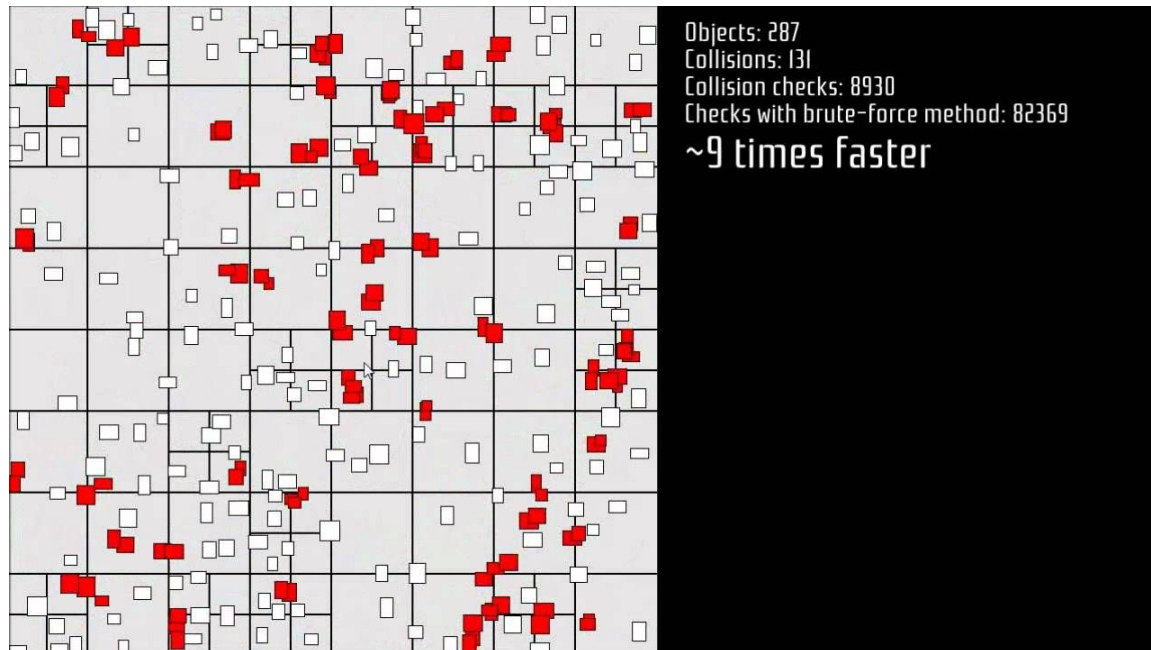 Objects: 287
Collisions: 131
Collision checks: 8930
Checks with brute-force method: 82369
~9 times faster